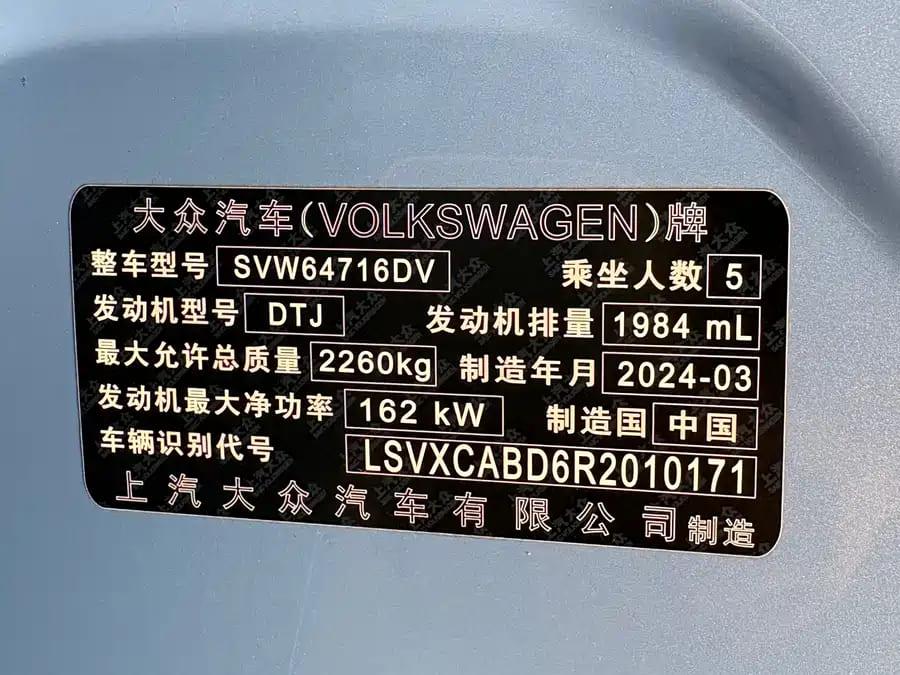 大众汽车(VOLKSWAGEN)牌
整车型号 SVW64716DV 乘坐人数 5
发动机型号 DTJ 发动机排量 1984 mL
最大允许总质量 2260kg 制造年月 2024-03
发动机最大净功率 162 kW 制造国 中国
车辆识别代号 LSVXCABD6R2010171
上汽大众汽车有限公司制造